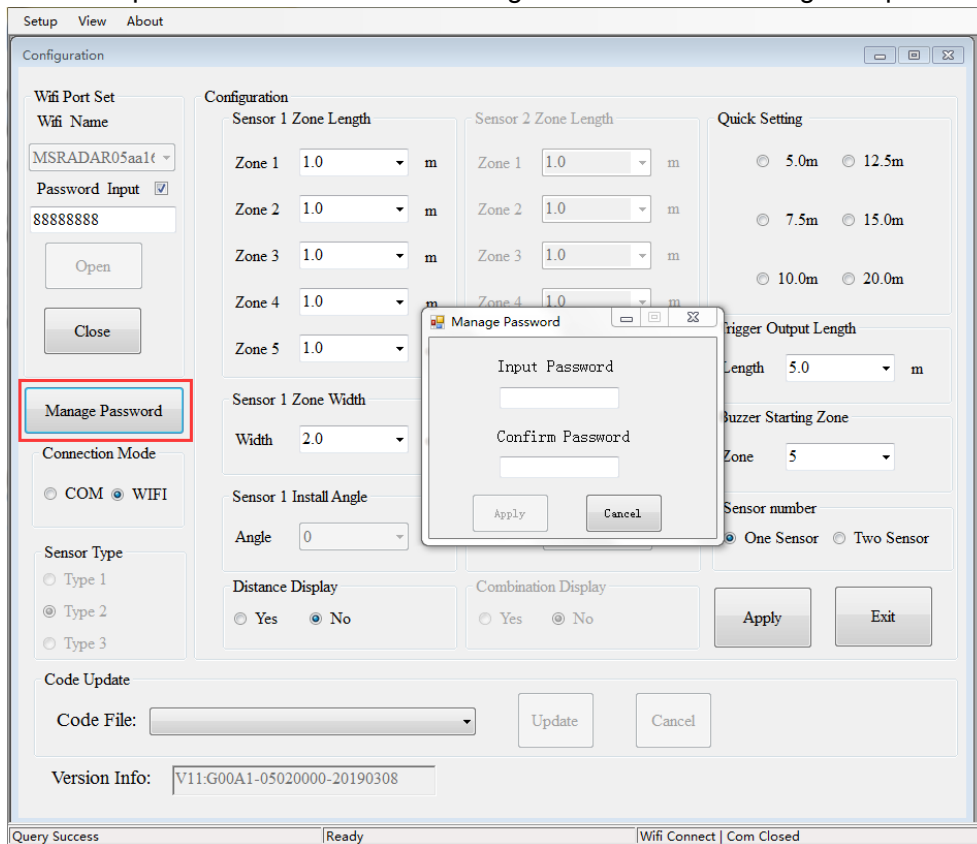 Setup View About
Configuration
Wifi Port Set
Wifi Name
MSRADAR05aa16
Password Input
88888888
Open
Close
Manage Password
Connection Mode
COM WIFI
Sensor Type
Type 1
Type 2
Type 3
Configuration
Sensor 1 Zone Length
Zone 1 1.0 m
Zone 2 1.0 m
Zone 3 1.0 m
Zone 4 1.0 m
Zone 5 1.0
Sensor 1 Zone Width
Width 2.0
Sensor 1 Install Angle
Angle 0
Distance Display
Yes No
Sensor 2 Zone Length
Zone 1 1.0 m
Zone 2 1.0 m
Zone 3 1.0 m
Zone 4 1.0 m
Manage Password
Input Password
Confirm Password
Apply Cancel
Combination Display
Yes No
Quick Setting
5.0m 12.5m
7.5m 15.0m
10.0m 20.0m
Trigger Output Length
Length 5.0 m
Buzzer Starting Zone
Zone 5
Sensor number
One Sensor Two Sensor
Apply Exit
Code Update
Code File: Update Cancel
Version Info: V11:G00A1-05020000-20190308
Query Success Ready Wifi Connect | Com Closed